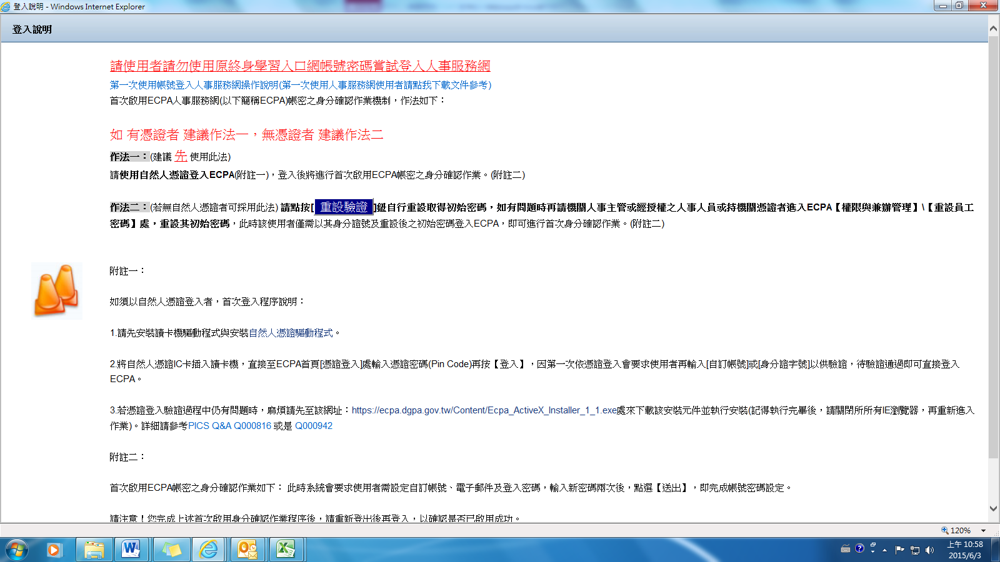 登入說明 - Windows Internet Explorer
登入說明
請使用者請勿使用原終身學習入口網帳號密碼嘗試登入人事服務網
第一次使用帳號登入人事服務網操作說明(第一次使用人事服務網使用者請點我下載文件參考)
首次啟用ECPA人事服務網(以下簡稱ECPA)帳密之身分確認作業機制，作法如下：
如 有憑證者 建議作法一，無憑證者 建議作法二
作法一：(建議 先 使用此法)
請使用自然人憑證登入ECPA(附註一)，登入後將進行首次啟用ECPA帳密之身分確認作業。(附註二)
作法二：(若無自然人憑證者可採用此法) 請點按[ 重設驗證 ]鈕自行重設取得初始密碼，如有問題時再請機關人事主管或經授權之人事人員或持機關憑證者進入ECPA【權限與兼辦管理】\【重設員工
密碼】處，重設其初始密碼，此時該使用者僅需以其身分證號及重設後之初始密碼登入ECPA，即可進行首次身分確認作業。(附註二)
附註一：
如須以自然人憑證登入者，首次登入程序說明：
1.請先安裝讀卡機驅動程式與安裝自然人憑證驅動程式。
2.將自然人憑證IC卡插入讀卡機，直接至ECPA首頁[憑證登入]處輸入憑證密碼(Pin Code)再按【登入】，因第一次依憑證登入會要求使用者再輸入[自訂帳號]或[身分證字號]以供驗證，待驗證通過即可直接登入
ECPA。
3.若憑證登入驗證過程中仍有問題時，麻煩請先至該網址：https://ecpa.dgpa.gov.tw/Content/Ecpa_ActiveX_Installer_1_1.exe處來下載該安裝元件並執行安裝(記得執行完畢後，請關閉所所有IE瀏覽器，再重新進入
作業)。詳細請參考PICS Q&A Q000816 或是 Q000942
附註二：
首次啟用ECPA帳密之身分確認作業如下： 此時系統會要求使用者需設定自訂帳號、電子郵件及登入密碼，輸入新密碼兩次後，點選【送出】，即完成帳號密碼設定。
請注意！您完成上述首次啟用身分確認作業程序後，請重新登出後再登入，以確認是否已啟用成功。
120%
上午 10:58
2015/6/3